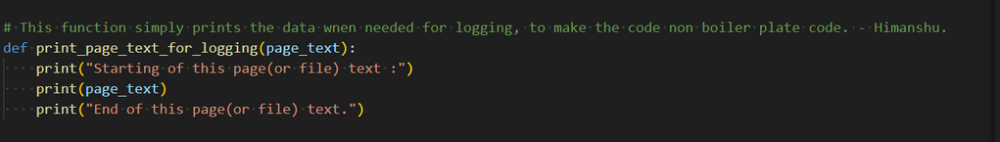 # This function simply prints the data wnen needed for logging, to make the code non boiler plate code. - Himanshu.
def print_page_text_for_logging(page_text):
    print("Starting of this page(or file) text :")
    print(page_text)
    print("End of this page(or file) text.")